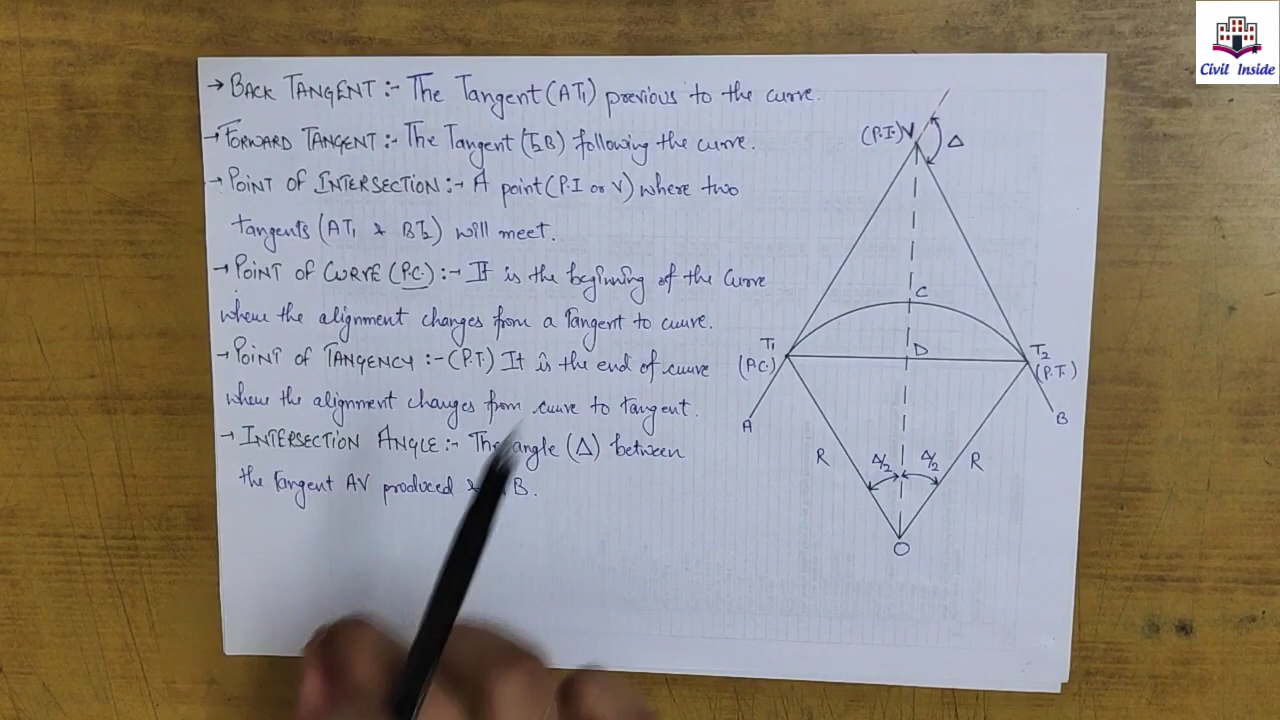 → BACK TANGENT :- The Tangent (AT1) previous to the curve.
→ FORWARD TANGENT :- The Tangent (T2B) following the curve.
→ POINT OF INTERSECTION :- A point (P.I or V) where two
tangents (AT1 & BT2) will meet.
→ POINT OF CURVE (P.C.) :- It is the beginning of the Curve
where the alignment changes from a Tangent to curve.
→ POINT OF TANGENCY :- (P.T.) It is the end of curve
where the alignment changes from curve to tangent.
→ INTERSECTION ANGLE :- The angle (Δ) between
the Tangent AV produced & B.
(P.I.) V
Δ
C
T1
D
T2
(P.C.)
(P.T.)
A
B
R
Δ/2
Δ/2
R
O
Civil Inside